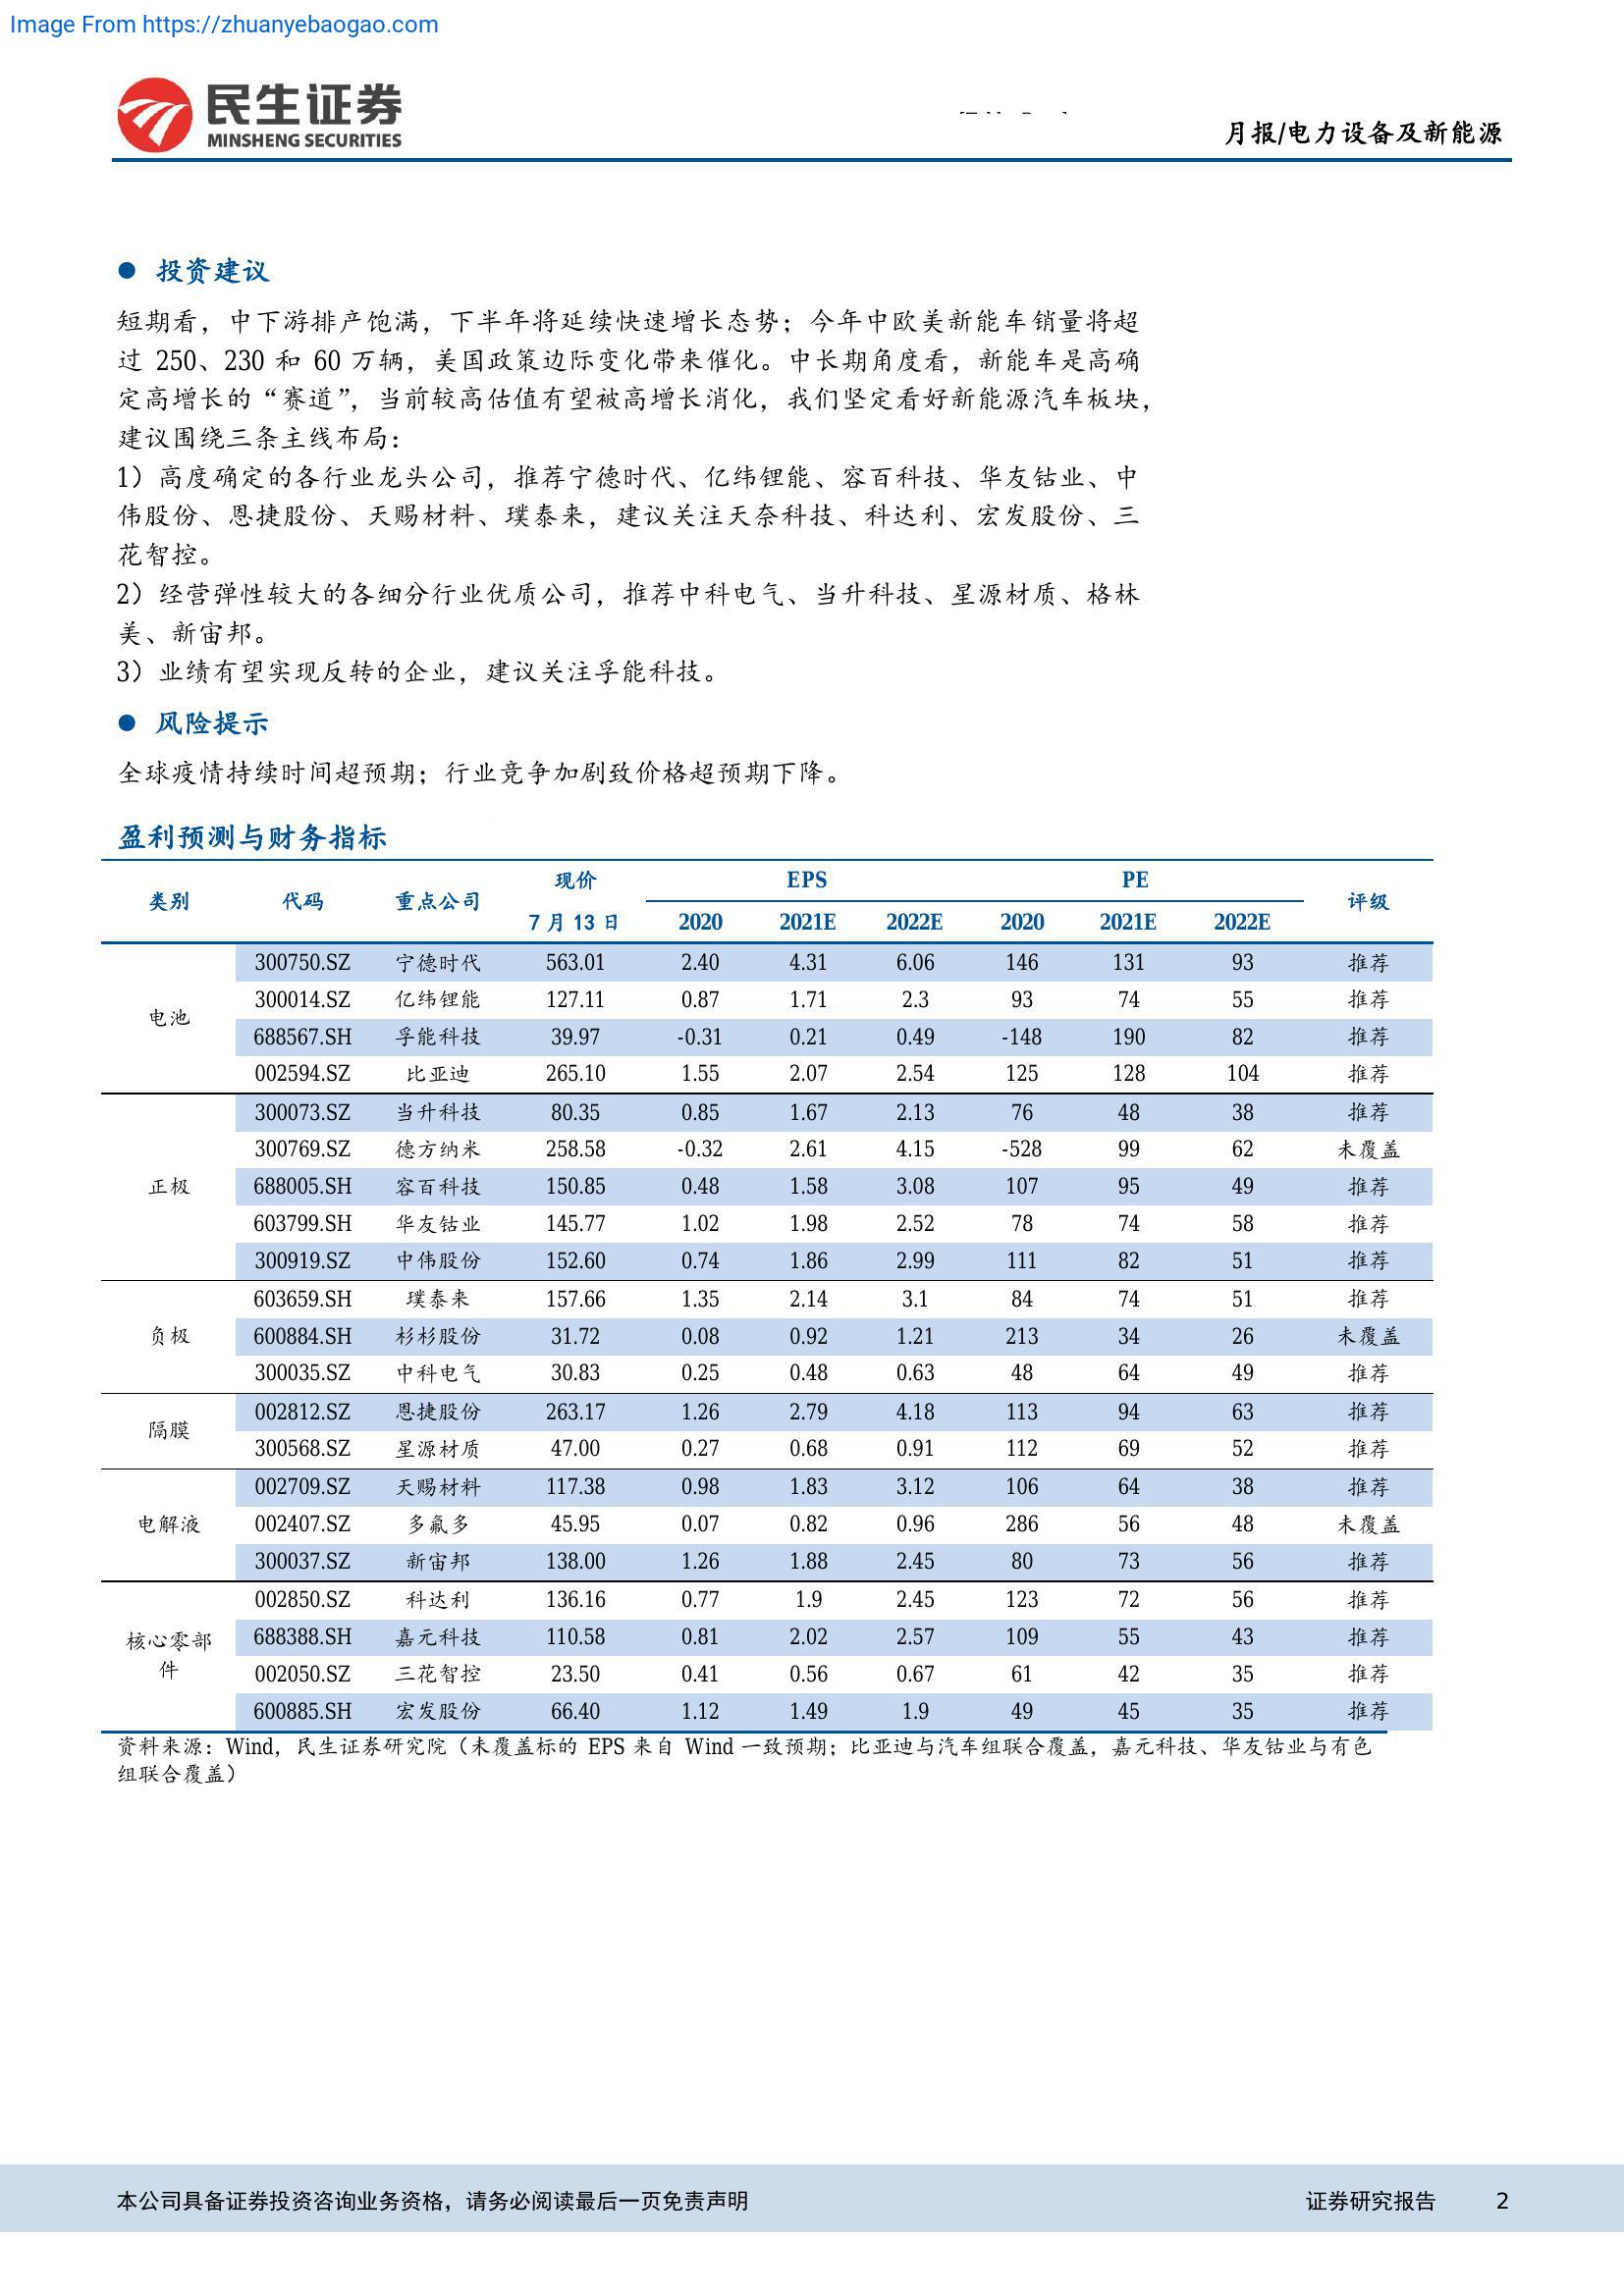 Image From https://zhuanyebaogao.com
民生证券
MINSHENG SECURITIES
月报/电力设备及新能源
● 投资建议
短期看，中下游排产饱满，下半年将延续快速增长态势；今年中欧美新能车销量将超
过 250、230 和 60 万辆，美国政策边际变化带来催化。中长期角度看，新能车是高确
定高增长的“赛道”，当前较高估值有望被高增长消化，我们坚定看好新能源汽车板块，
建议围绕三条主线布局：
1）高度确定的各行业龙头公司，推荐宁德时代、亿纬锂能、容百科技、华友钴业、中
伟股份、恩捷股份、天赐材料、璞泰来，建议关注天奈科技、科达利、宏发股份、三
花智控。
2）经营弹性较大的各细分行业优质公司，推荐中科电气、当升科技、星源材质、格林
美、新宙邦。
3）业绩有望实现反转的企业，建议关注孚能科技。
● 风险提示
全球疫情持续时间超预期；行业竞争加剧致价格超预期下降。
盈利预测与财务指标
类别 代码 重点公司 现价 EPS PE 评级
7 月 13 日 2020 2021E 2022E 2020 2021E 2022E
电池
300750.SZ 宁德时代 563.01 2.40 4.31 6.06 146 131 93 推荐
300014.SZ 亿纬锂能 127.11 0.87 1.71 2.3 93 74 55 推荐
688567.SH 孚能科技 39.97 -0.31 0.21 0.49 -148 190 82 推荐
002594.SZ 比亚迪 265.10 1.55 2.07 2.54 125 128 104 推荐
正极
300073.SZ 当升科技 80.35 0.85 1.67 2.13 76 48 38 推荐
300769.SZ 德方纳米 258.58 -0.32 2.61 4.15 -528 99 62 未覆盖
688005.SH 容百科技 150.85 0.48 1.58 3.08 107 95 49 推荐
603799.SH 华友钴业 145.77 1.02 1.98 2.52 78 74 58 推荐
300919.SZ 中伟股份 152.60 0.74 1.86 2.99 111 82 51 推荐
负极
603659.SH 璞泰来 157.66 1.35 2.14 3.1 84 74 51 推荐
600884.SH 杉杉股份 31.72 0.08 0.92 1.21 213 34 26 未覆盖
300035.SZ 中科电气 30.83 0.25 0.48 0.63 48 64 49 推荐
隔膜
002812.SZ 恩捷股份 263.17 1.26 2.79 4.18 113 94 63 推荐
300568.SZ 星源材质 47.00 0.27 0.68 0.91 112 69 52 推荐
电解液
002709.SZ 天赐材料 117.38 0.98 1.83 3.12 106 64 38 推荐
002407.SZ 多氟多 45.95 0.07 0.82 0.96 286 56 48 未覆盖
300037.SZ 新宙邦 138.00 1.26 1.88 2.45 80 73 56 推荐
核心零部
件
002850.SZ 科达利 136.16 0.77 1.9 2.45 123 72 56 推荐
688388.SH 嘉元科技 110.58 0.81 2.02 2.57 109 55 43 推荐
002050.SZ 三花智控 23.50 0.41 0.56 0.67 61 42 35 推荐
600885.SH 宏发股份 66.40 1.12 1.49 1.9 49 45 35 推荐
资料来源：Wind，民生证券研究院（未覆盖标的 EPS 来自 Wind 一致预期；比亚迪与汽车组联合覆盖，嘉元科技、华友钴业与有色
组联合覆盖）
本公司具备证券投资咨询业务资格，请务必阅读最后一页免责声明 证券研究报告 2